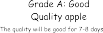 Grade A: Good
Quality apple
The quality will be good for 7-8 days